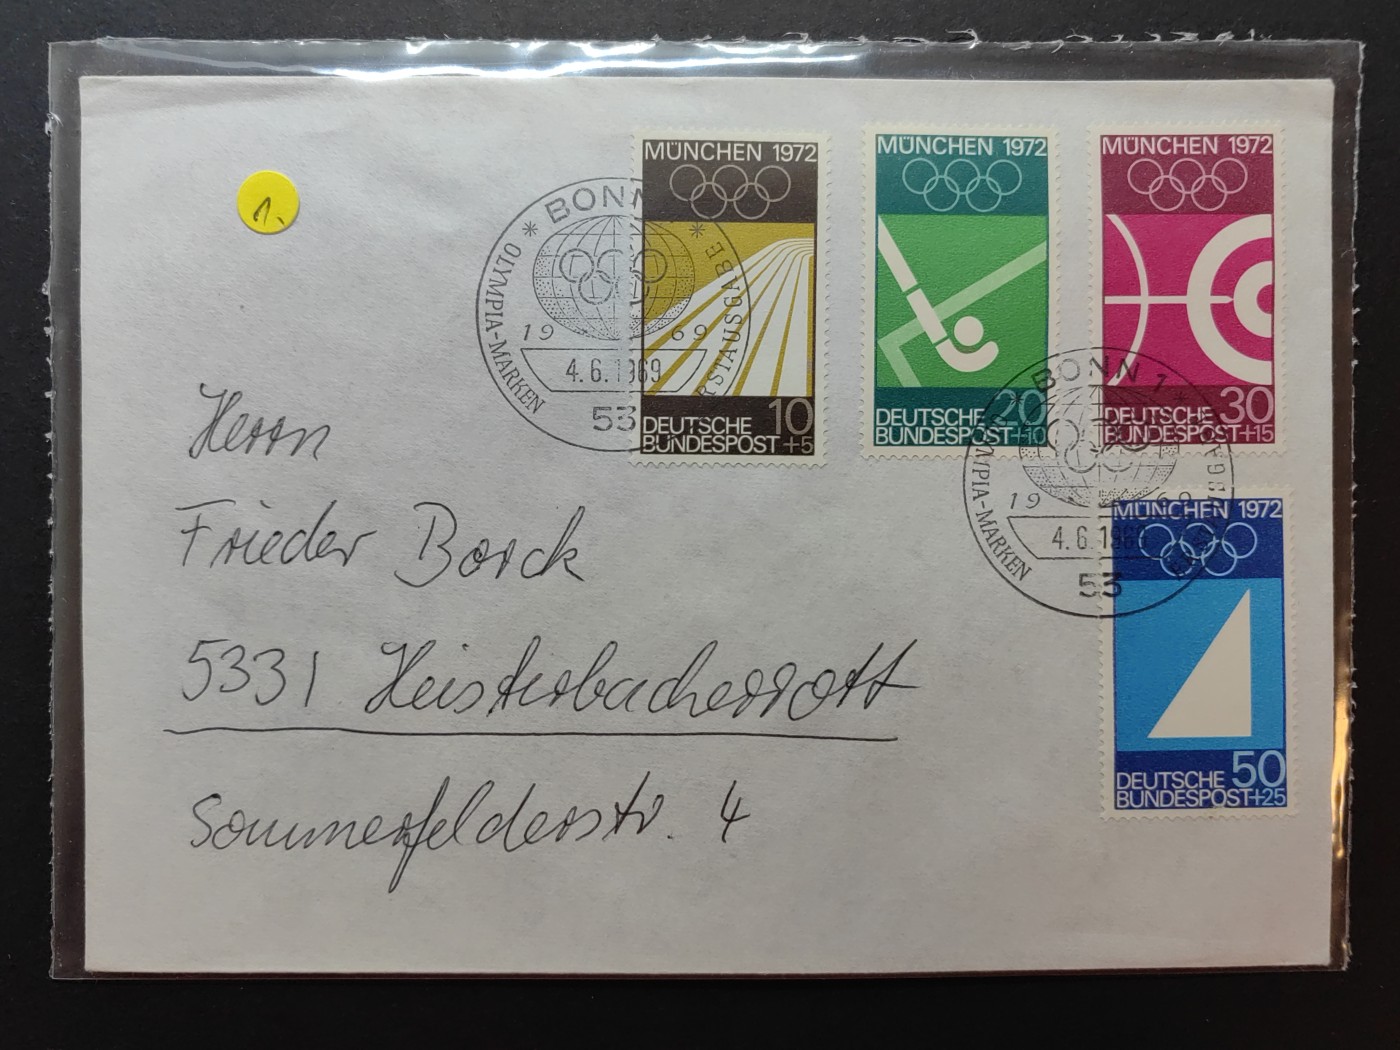 1.
MÜNCHEN 1972
DEUTSCHE
BUNDESPOST
10
+5
MÜNCHEN 1972
DEUTSCHE
BUNDESPOST
20
+10
MÜNCHEN 1972
DEUTSCHE
BUNDESPOST
30
+15
BONN
OLYMPIA-MARKEN
ERSTAUSGABE
19 69
4.6.1969
53
BONN 1
OLYMPIA-MARKEN
19 69
4.6.1969
53
MÜNCHEN 1972
DEUTSCHE
BUNDESPOST
50
+25
Herrn
Frieder Borck
5331 Heisterbacherrott
Sommerfelderstr. 4